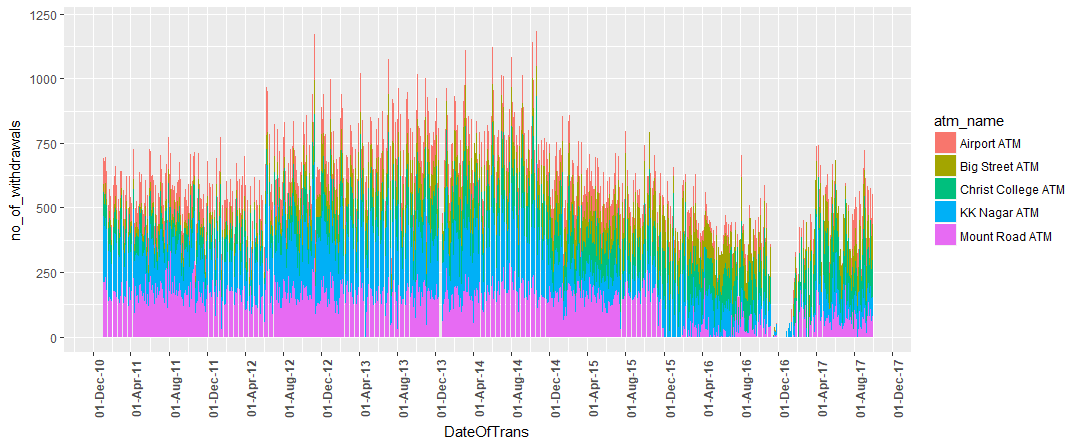 1250
1000
750
500
250
0
no_of_withdrawals
01-Dec-10
01-Apr-11
01-Aug-11
01-Dec-11
01-Apr-12
01-Aug-12
01-Dec-12
01-Apr-13
01-Aug-13
01-Dec-13
01-Apr-14
01-Aug-14
01-Dec-14
01-Apr-15
01-Aug-15
01-Dec-15
01-Apr-16
01-Aug-16
01-Dec-16
01-Apr-17
01-Aug-17
01-Dec-17
DateOfTrans
atm_name
Airport ATM
Big Street ATM
Christ College ATM
KK Nagar ATM
Mount Road ATM